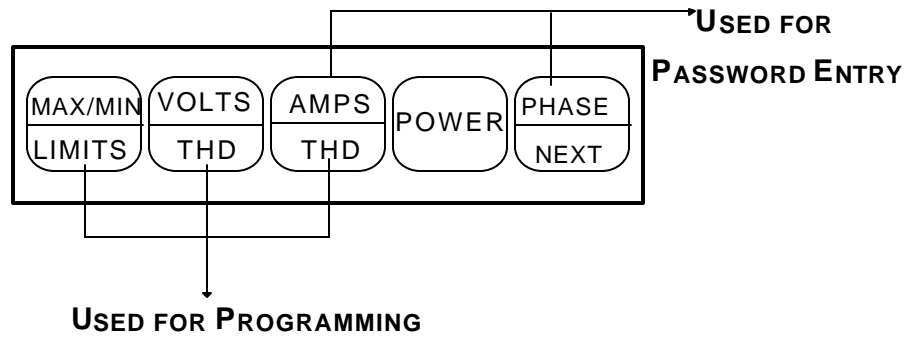 USED FOR
PASSWORD ENTRY
MAX/MIN
LIMITS
VOLTS
THD
AMPS
THD
POWER
PHASE
NEXT
USED FOR PROGRAMMING